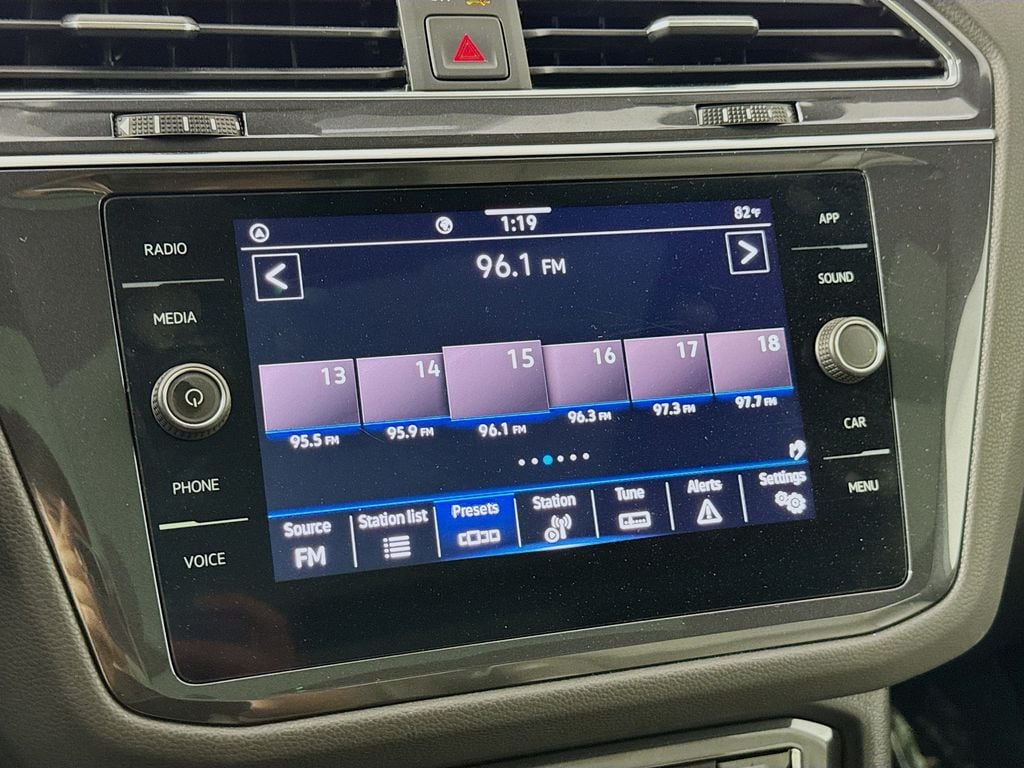 RADIO
MEDIA
PHONE
VOICE
1:19
82°F
96.1 FM
13
14
15
16
17
18
95.5 FM
95.9 FM
96.1 FM
96.3 FM
97.3 FM
97.7 FM
Source
FM
Station list
Presets
Station
Tune
Alerts
Settings
APP
SOUND
CAR
MENU